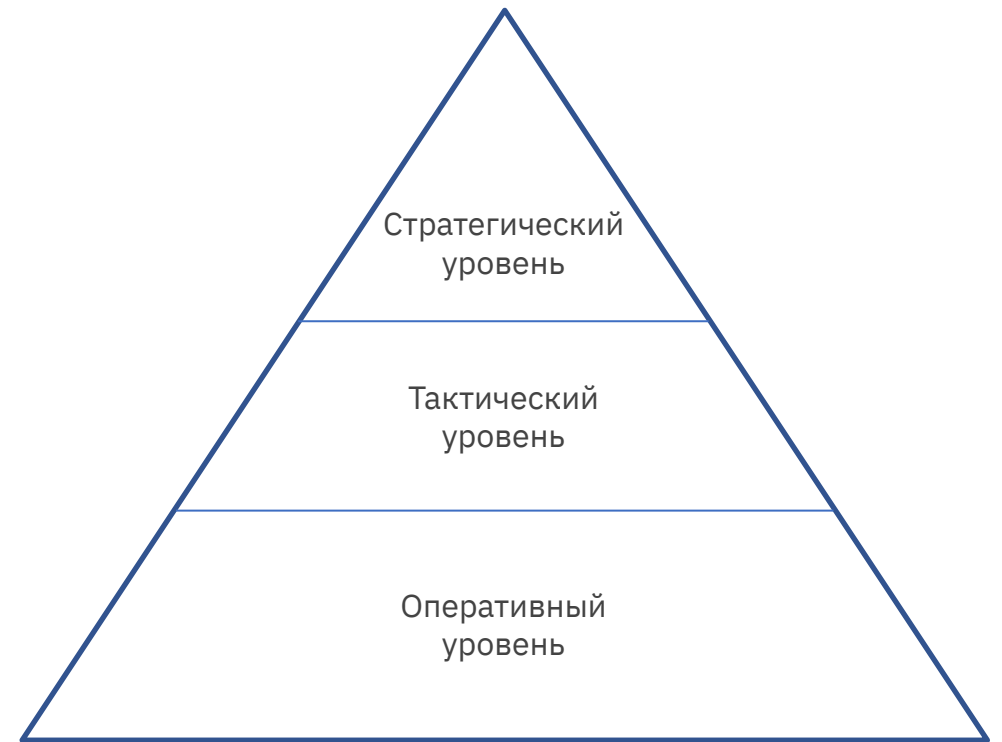 Стратегический
уровень
Тактический
уровень
Оперативный
уровень